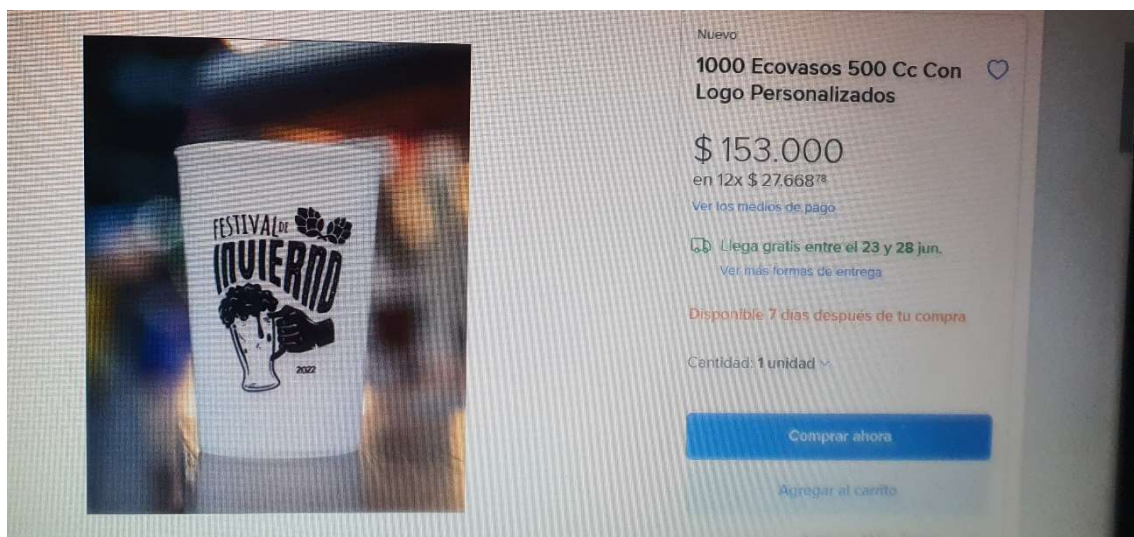 FESTIVAL DE
INVIERNO
2022
Nuevo
1000 Ecovasos 500 Cc Con
Logo Personalizados
$ 153.000
en 12x $ 27.668 78
Ver los medios de pago
Llega gratis entre el 23 y 28 jun.
Ver más formas de entrega
Disponible 7 días después de tu compra
Cantidad: 1 unidad
Comprar ahora
Agregar al carrito